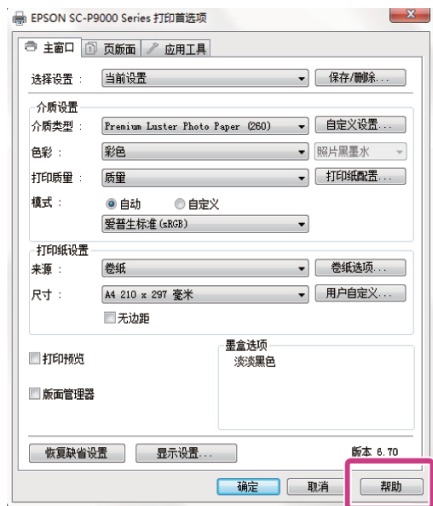 EPSON SC-P9000 Series 打印首选项
主窗口 页版面 应用工具
选择设置： 当前设置 保存/删除...
介质设置
介质类型： Premium Luster Photo Paper (260) 自定义设置...
色彩： 彩色 照片黑墨水
打印质量： 质量 打印纸配置...
模式： 自动 自定义
爱普生标准(sRGB)
打印纸设置
来源： 卷纸 卷纸选项...
尺寸： A4 210 x 297 毫米 用户自定义...
无边距
打印预览
版面管理器
墨盒选项
淡淡黑色
恢复缺省设置 显示设置... 版本 6.70
确定 取消 帮助